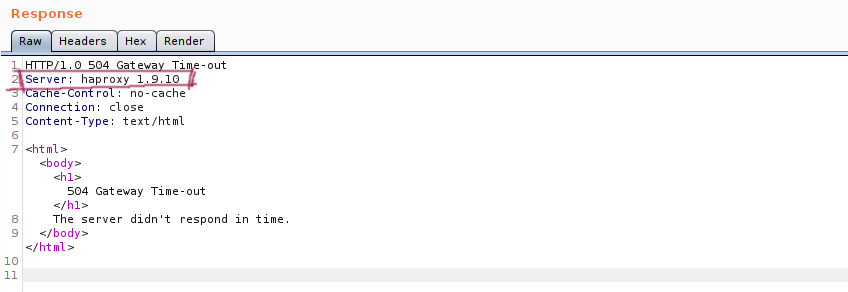 Response
Raw Headers Hex Render
1 HTTP/1.0 504 Gateway Time-out
2 Server: haproxy 1.9.10
3 Cache-Control: no-cache
4 Connection: close
5 Content-Type: text/html
6
7 <html>
<body>
<h1>
504 Gateway Time-out
</h1>
8 The server didn't respond in time.
9 </body>
</html>
10
11